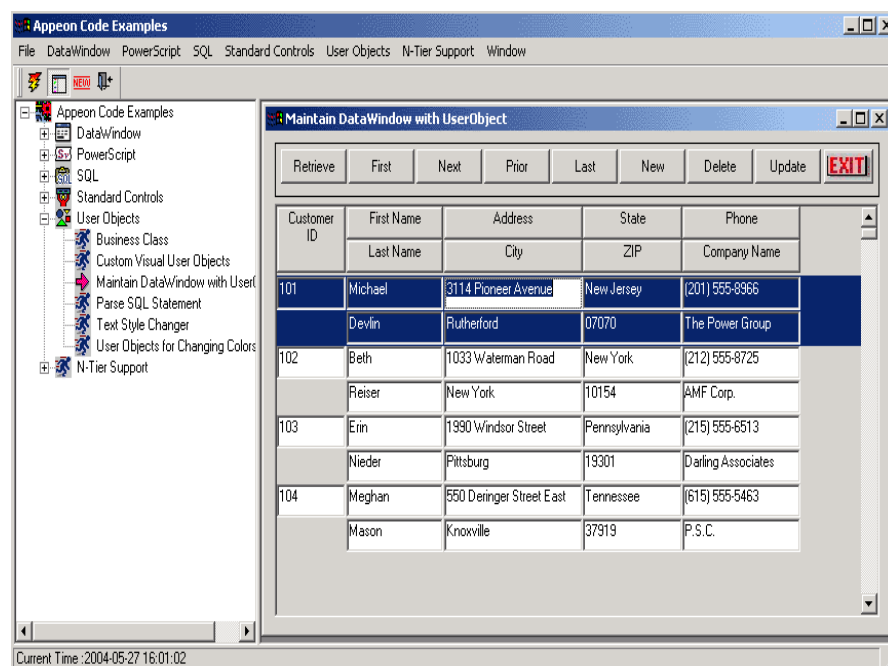 Appeon Code Examples
File DataWindow PowerScript SQL Standard Controls User Objects N-Tier Support Window
NEW
Appeon Code Examples
DataWindow
PowerScript
SQL
Standard Controls
User Objects
Business Class
Custom Visual User Objects
Maintain DataWindow with UserO
Parse SQL Statement
Text Style Changer
User Objects for Changing Colors
N-Tier Support
Maintain DataWindow with UserObject
Retrieve First Next Prior Last New Delete Update EXIT
Customer ID First Name Address State Phone
Last Name City ZIP Company Name
101 Michael 3114 Pioneer Avenue New Jersey (201) 555-8966
Devlin Rutherford 07070 The Power Group
102 Beth 1033 Waterman Road New York (212) 555-8725
Reiser New York 10154 AMF Corp.
103 Erin 1990 Windsor Street Pennsylvania (215) 555-6513
Nieder Pittsburg 19301 Darling Associates
104 Meghan 550 Deringer Street East Tennessee (615) 555-5463
Mason Knoxville 37919 P.S.C.
Current Time :2004-05-27 16:01:02